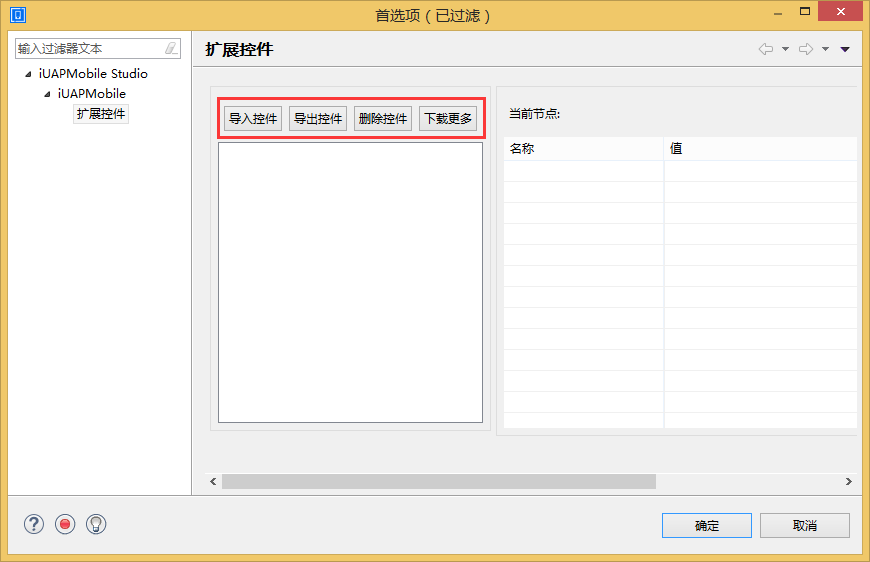 首选项（已过滤）
输入过滤器文本
iUAPMobile Studio
iUAPMobile
扩展控件
扩展控件
导入控件 导出控件 删除控件 下载更多
当前节点:
名称 值
确定 取消